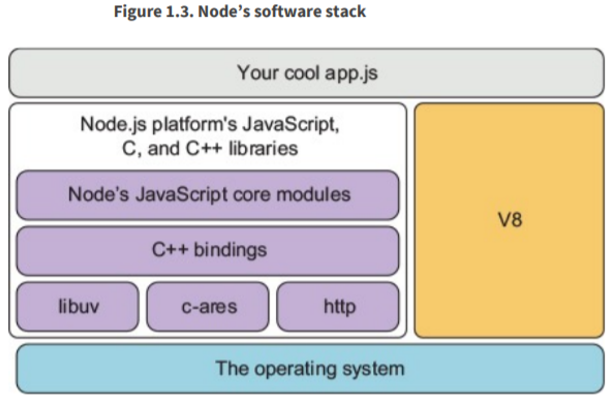 Figure 1.3. Node’s software stack
Your cool app.js
Node.js platform's JavaScript,
C, and C++ libraries
Node's JavaScript core modules
C++ bindings
libuv
c-ares
http
V8
The operating system